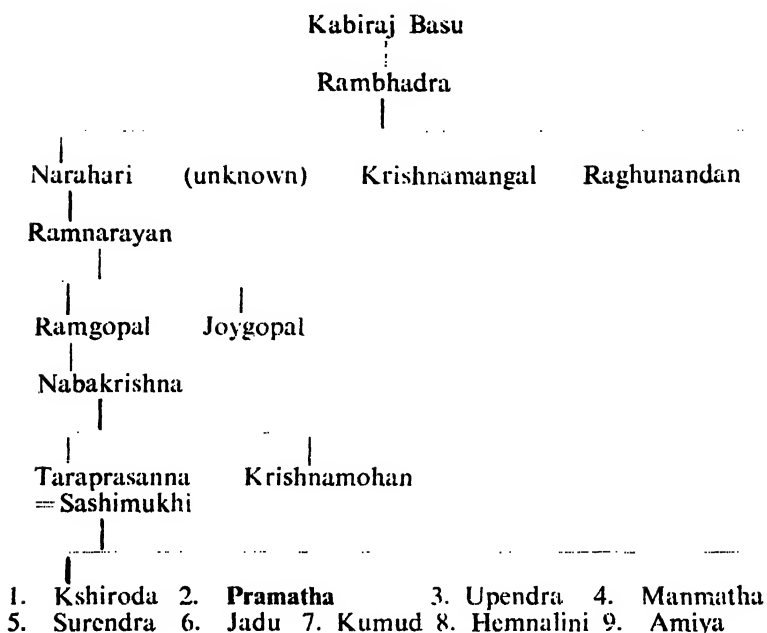 Kabiraj Basu
Rambhadra
Narahari (unknown) Krishnamangal Raghunandan
Ramnarayan
Ramgopal Joygopal
Nabakrishna
Taraprasanna Krishnamohan
= Sashimukhi
1. Kshiroda 2. Pramatha 3. Upendra 4. Manmatha
5. Surendra 6. Jadu 7. Kumud 8. Hemnalini 9. Amiya